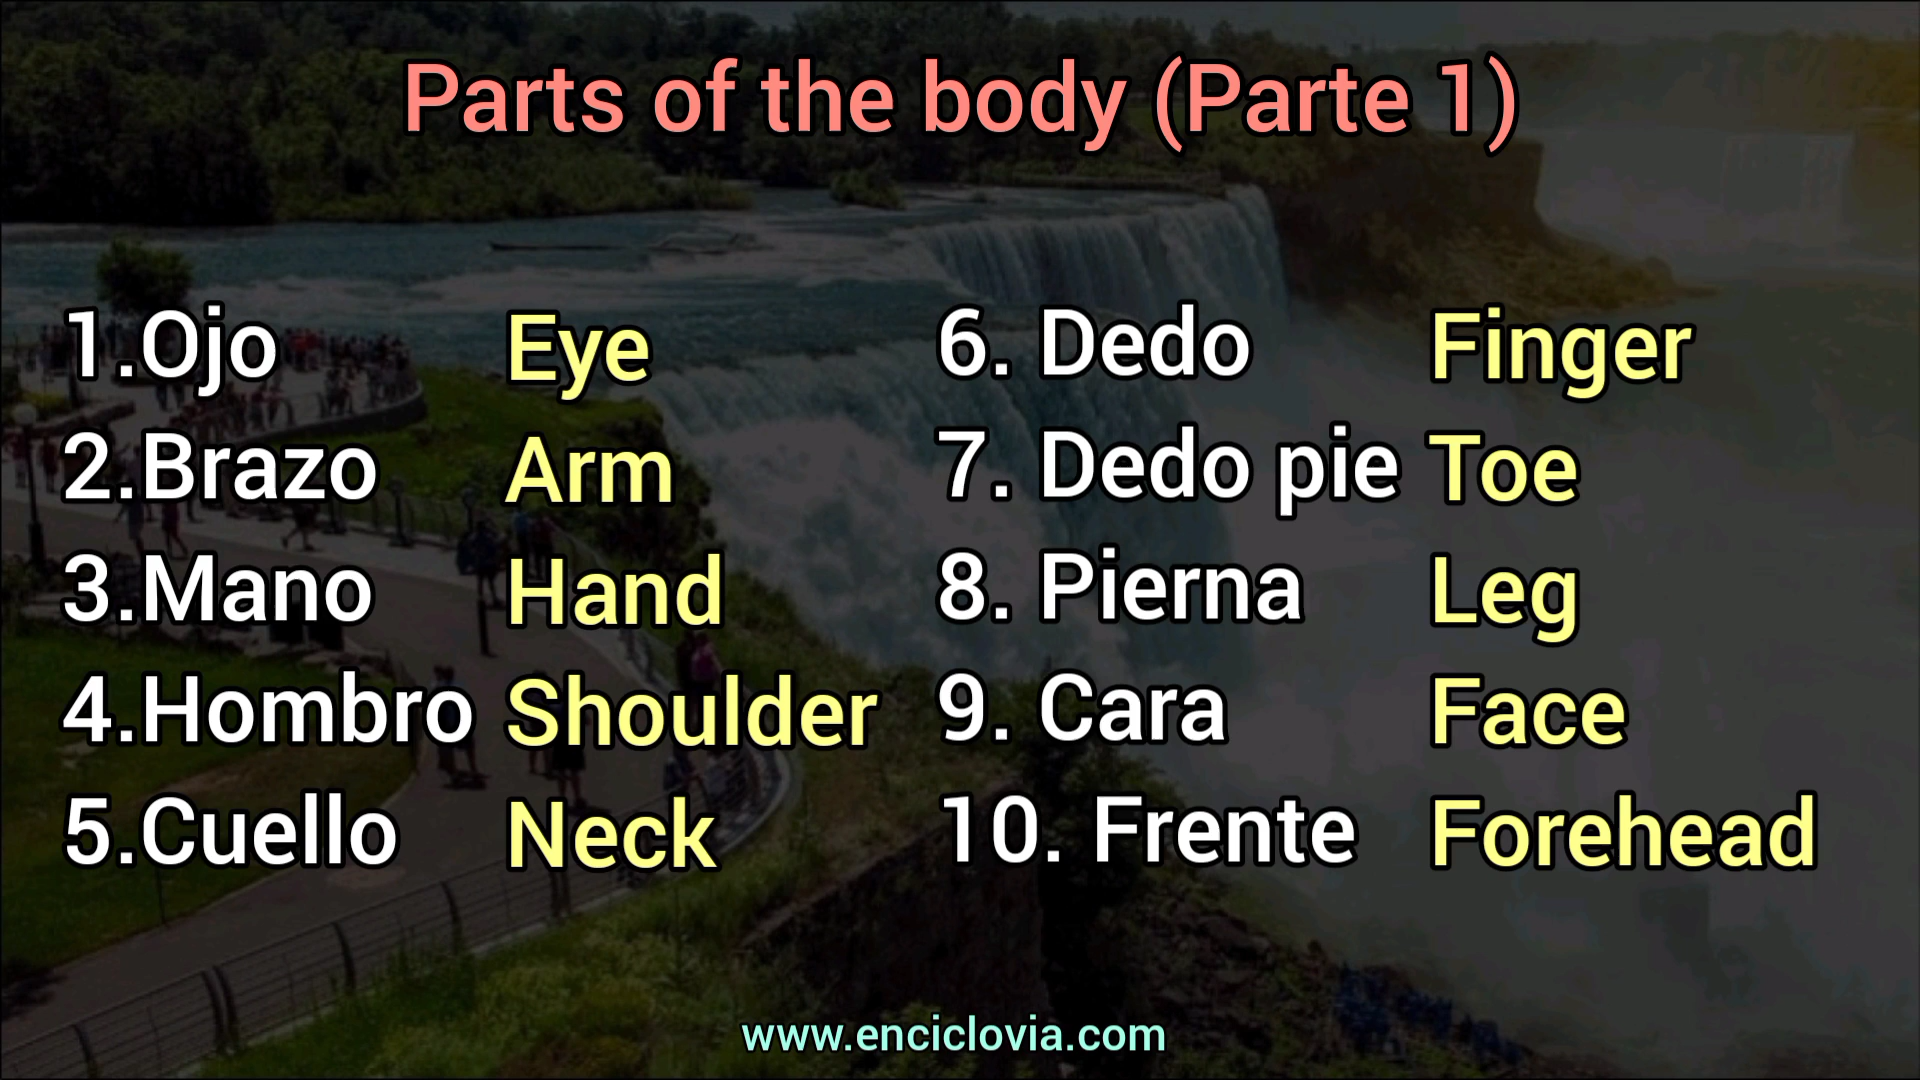 Parts of the body (Parte 1)
1.Ojo Eye
2.Brazo Arm
3.Mano Hand
4.Hombro Shoulder
5.Cuello Neck
6. Dedo Finger
7. Dedo pie Toe
8. Pierna Leg
9. Cara Face
10. Frente Forehead
www.enciclovia.com